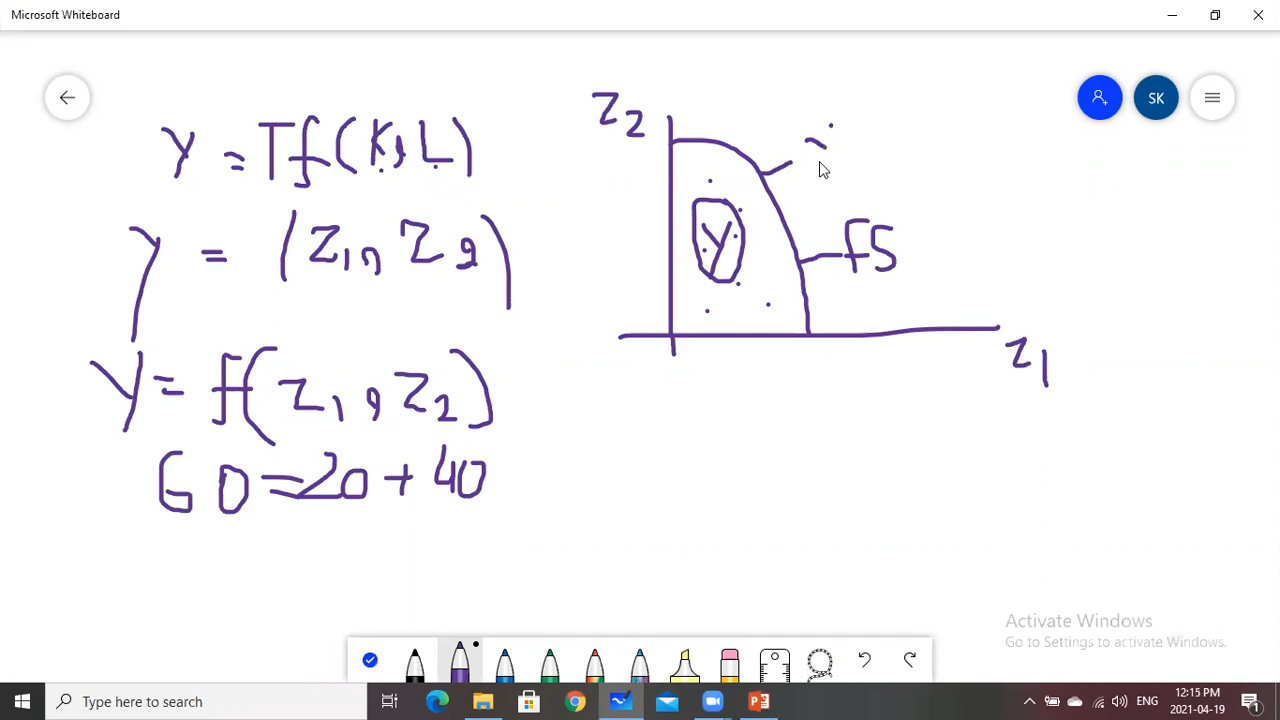 Microsoft Whiteboard
SK
Y = Tf(K, L)
Y = (Z1, Z2)
Y = f(Z1, Z2)
60 = 20 + 40
Z2
Y
fS
Z1
Activate Windows
Go to Settings to activate Windows.
Type here to search
ENG
12:15 PM
2021-04-19
1